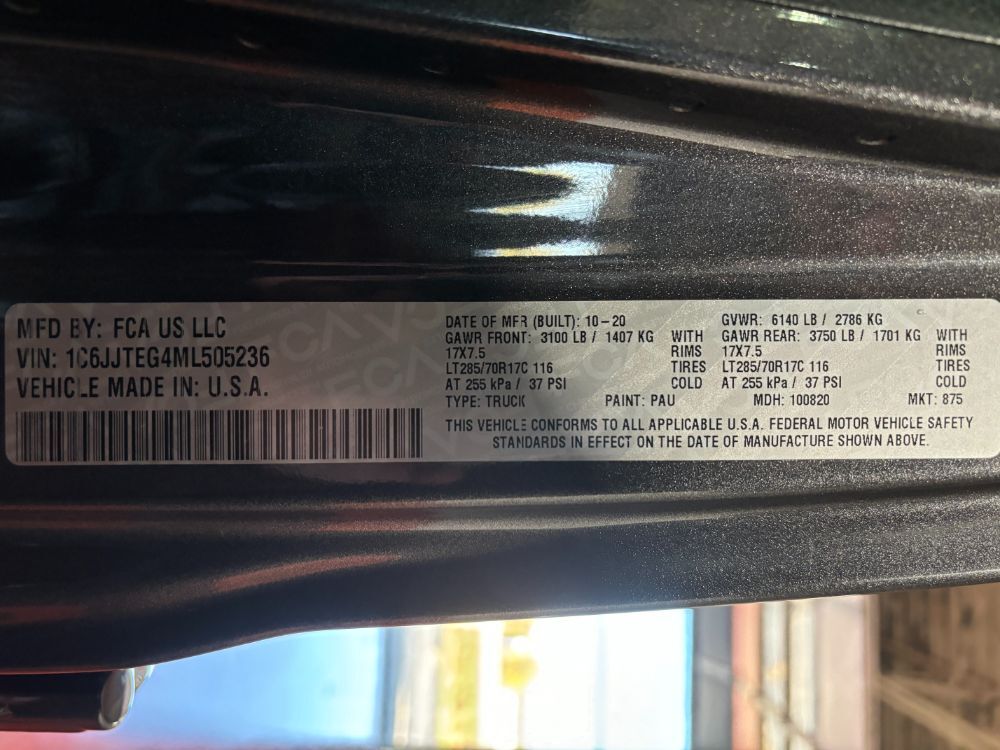 MFD BY: FCA US LLC
VIN: 1C6JJTEG4ML505236
VEHICLE MADE IN: U.S.A.
DATE OF MFR (BUILT): 10-20 GVWR: 6140 LB / 2786 KG
GAWR FRONT: 3100 LB / 1407 KG WITH GAWR REAR: 3750 LB / 1701 KG WITH
17X7.5 RIMS 17X7.5 RIMS
LT285/70R17C 116 TIRES LT285/70R17C 116 TIRES
AT 255 kPa / 37 PSI COLD AT 255 kPa / 37 PSI COLD
TYPE: TRUCK PAINT: PAU MDH: 100820 MKT: 875
THIS VEHICLE CONFORMS TO ALL APPLICABLE U.S.A. FEDERAL MOTOR VEHICLE SAFETY
STANDARDS IN EFFECT ON THE DATE OF MANUFACTURE SHOWN ABOVE.